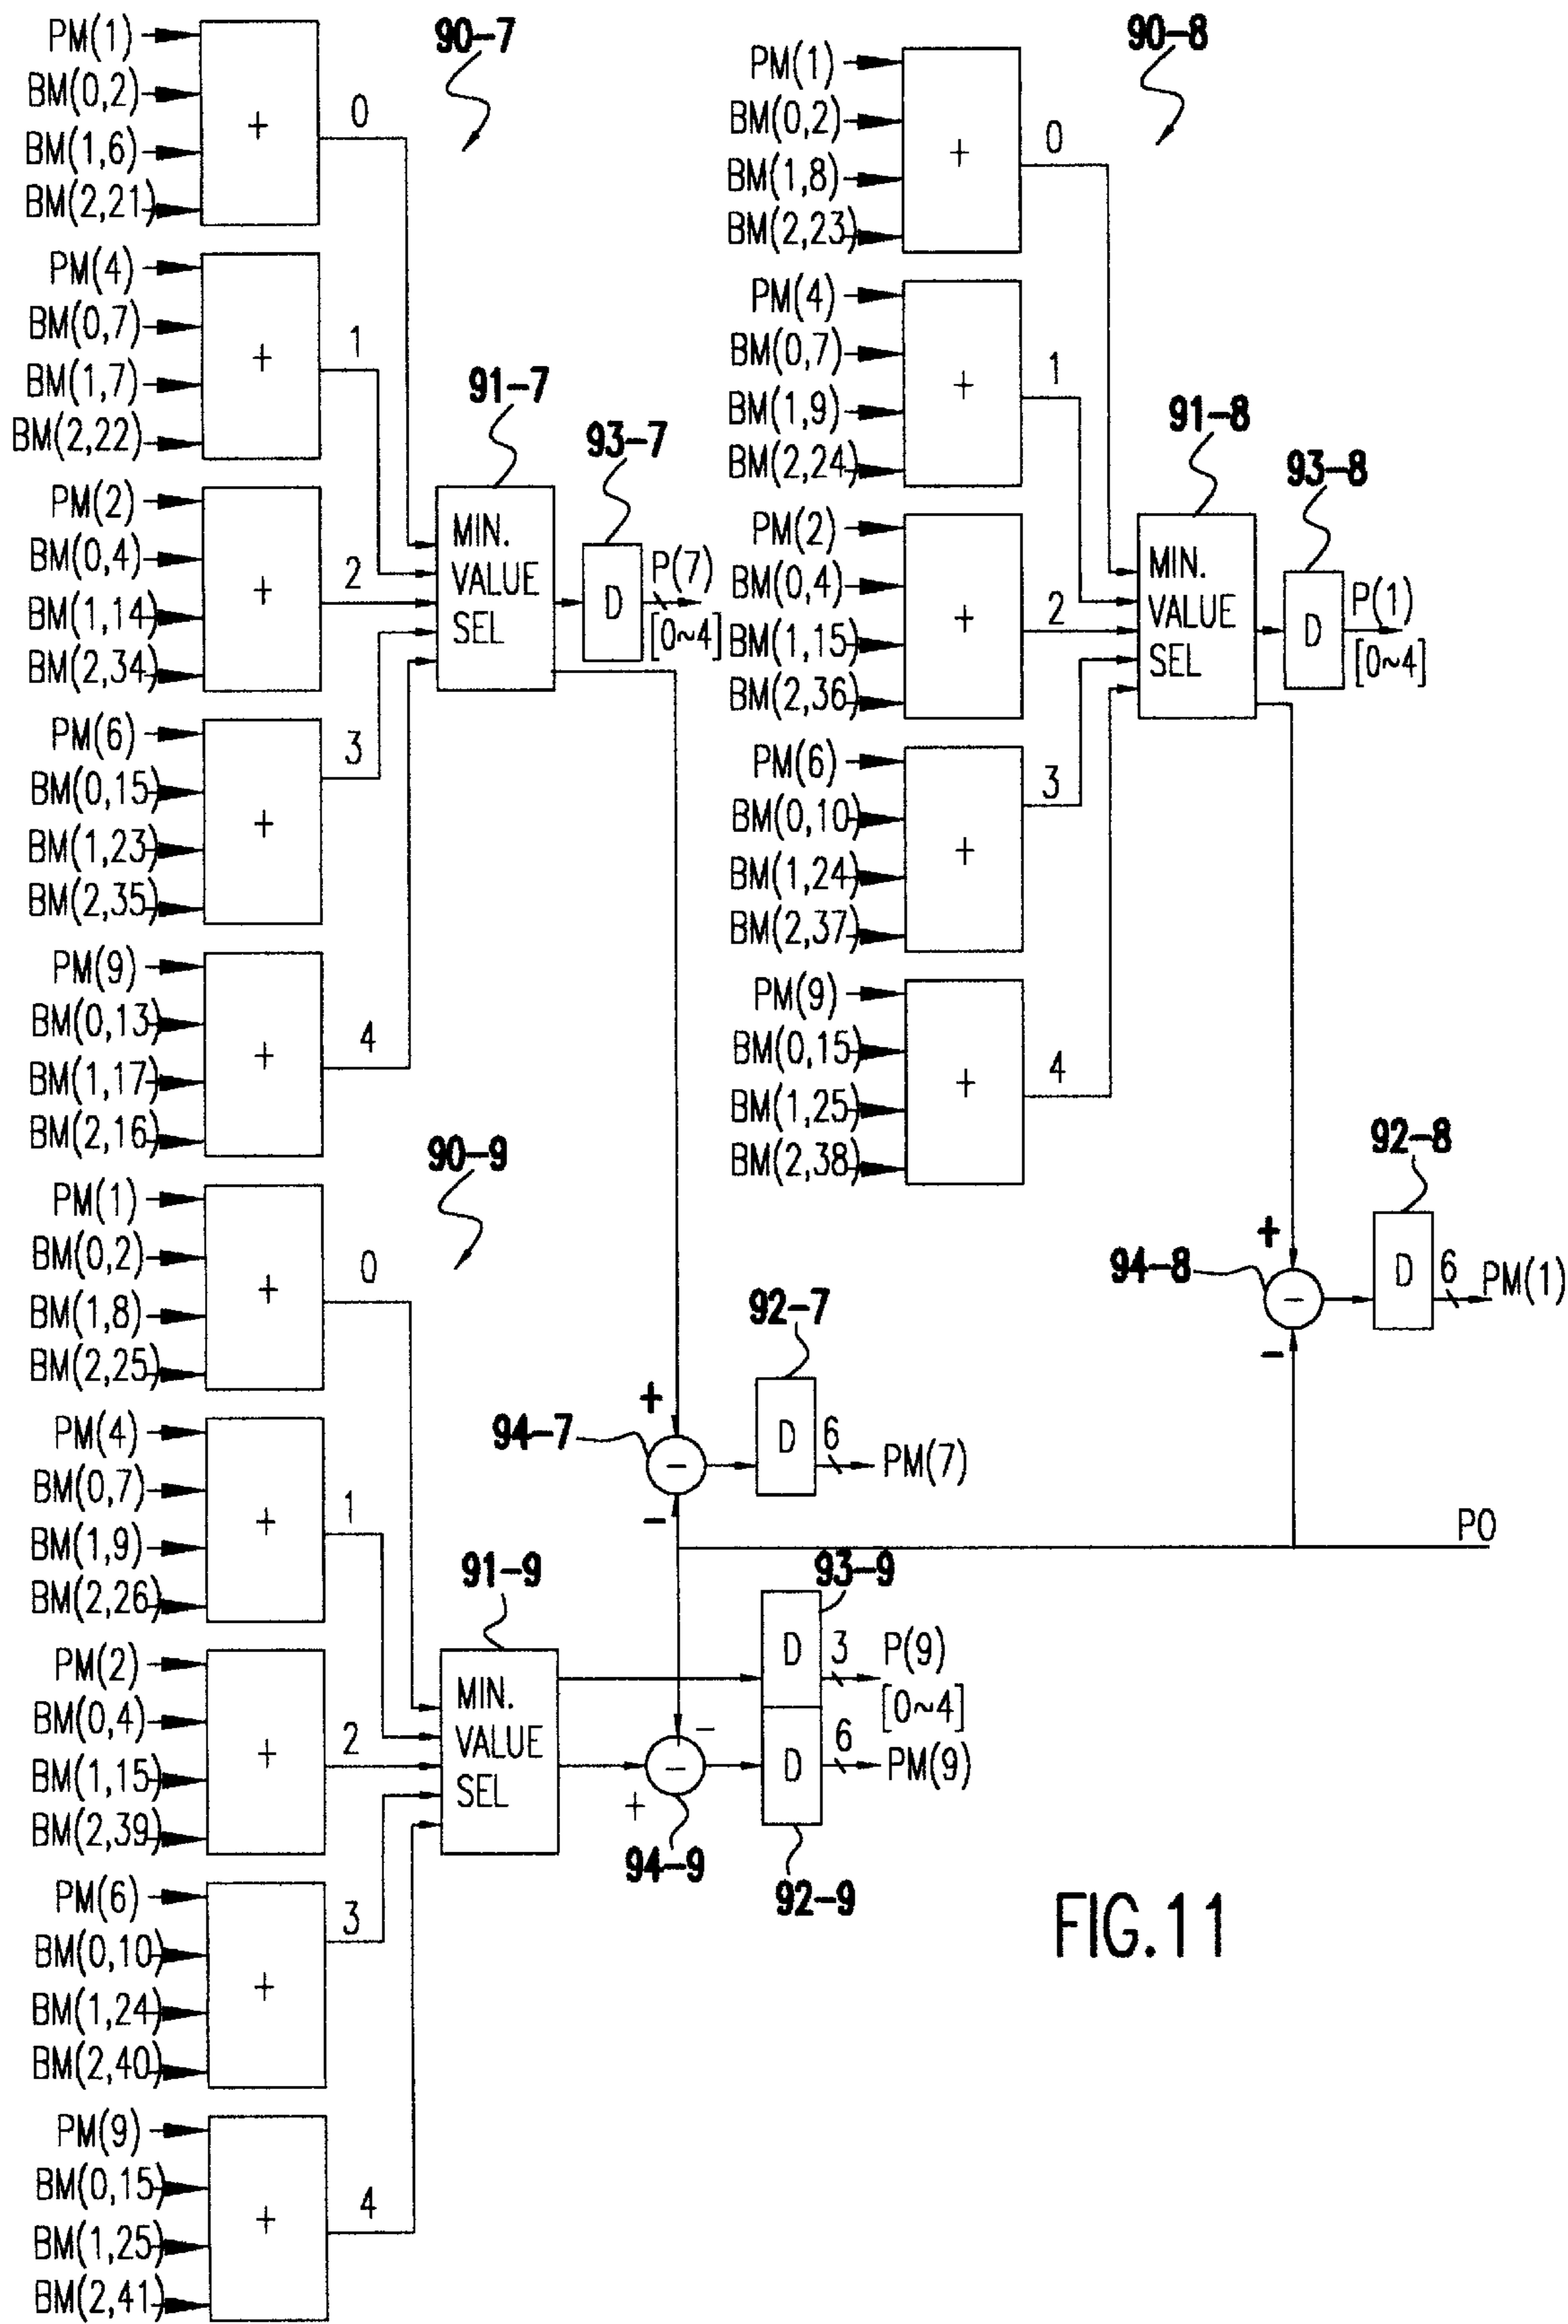 90-7
PM(1)
BM(0,2)
BM(1,6)
BM(2,21)
+
0
PM(4)
BM(0,7)
BM(1,7)
BM(2,22)
+
1
PM(2)
BM(0,4)
BM(1,14)
BM(2,34)
+
2
PM(6)
BM(0,15)
BM(1,23)
BM(2,35)
+
3
PM(9)
BM(0,13)
BM(1,17)
BM(2,16)
+
4
91-7
MIN.
VALUE
SEL
93-7
D
P(7)
[0~4]
94-7
+
-
-
92-7
D
6
PM(7)
90-8
PM(1)
BM(0,2)
BM(1,8)
BM(2,23)
+
0
PM(4)
BM(0,7)
BM(1,9)
BM(2,24)
+
1
PM(2)
BM(0,4)
BM(1,15)
BM(2,36)
+
2
PM(6)
BM(0,10)
BM(1,24)
BM(2,37)
+
3
PM(9)
BM(0,15)
BM(1,25)
BM(2,38)
+
4
91-8
MIN.
VALUE
SEL
93-8
D
P(1)
[0~4]
94-8
+
-
-
92-8
D
6
PM(1)
PO
90-9
PM(1)
BM(0,2)
BM(1,8)
BM(2,25)
+
0
PM(4)
BM(0,7)
BM(1,9)
BM(2,26)
+
1
PM(2)
BM(0,4)
BM(1,15)
BM(2,39)
+
2
PM(6)
BM(0,10)
BM(1,24)
BM(2,40)
+
3
PM(9)
BM(0,15)
BM(1,25)
BM(2,41)
+
4
91-9
MIN.
VALUE
SEL
93-9
D
3
P(9)
[0~4]
-
-
+
94-9
D
6
PM(9)
92-9
FIG.11